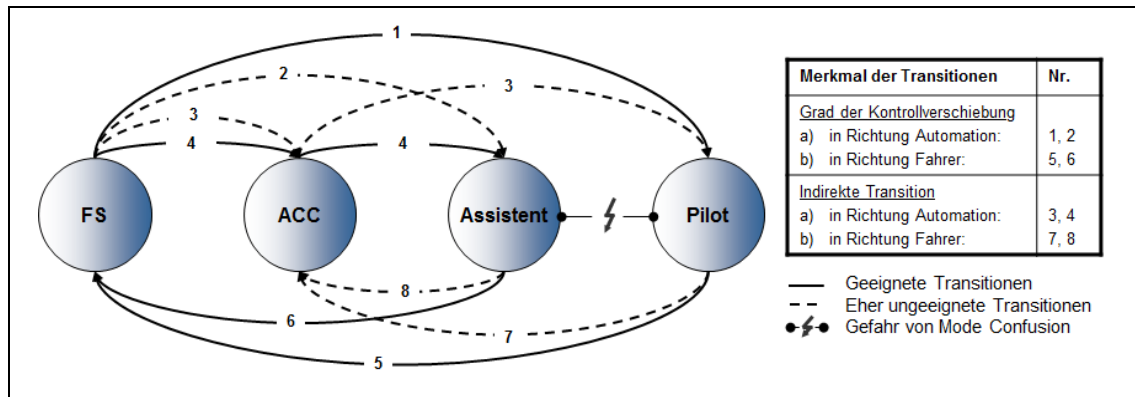 1
2
3
3
4
4
FS
ACC
Assistent
Pilot
8
6
7
5
Merkmal der Transitionen Nr.
Grad der Kontrollverschiebung
a) in Richtung Automation: 1, 2
b) in Richtung Fahrer: 5, 6
Indirekte Transition
a) in Richtung Automation: 3, 4
b) in Richtung Fahrer: 7, 8
Geeignete Transitionen
Eher ungeeignete Transitionen
Gefahr von Mode Confusion